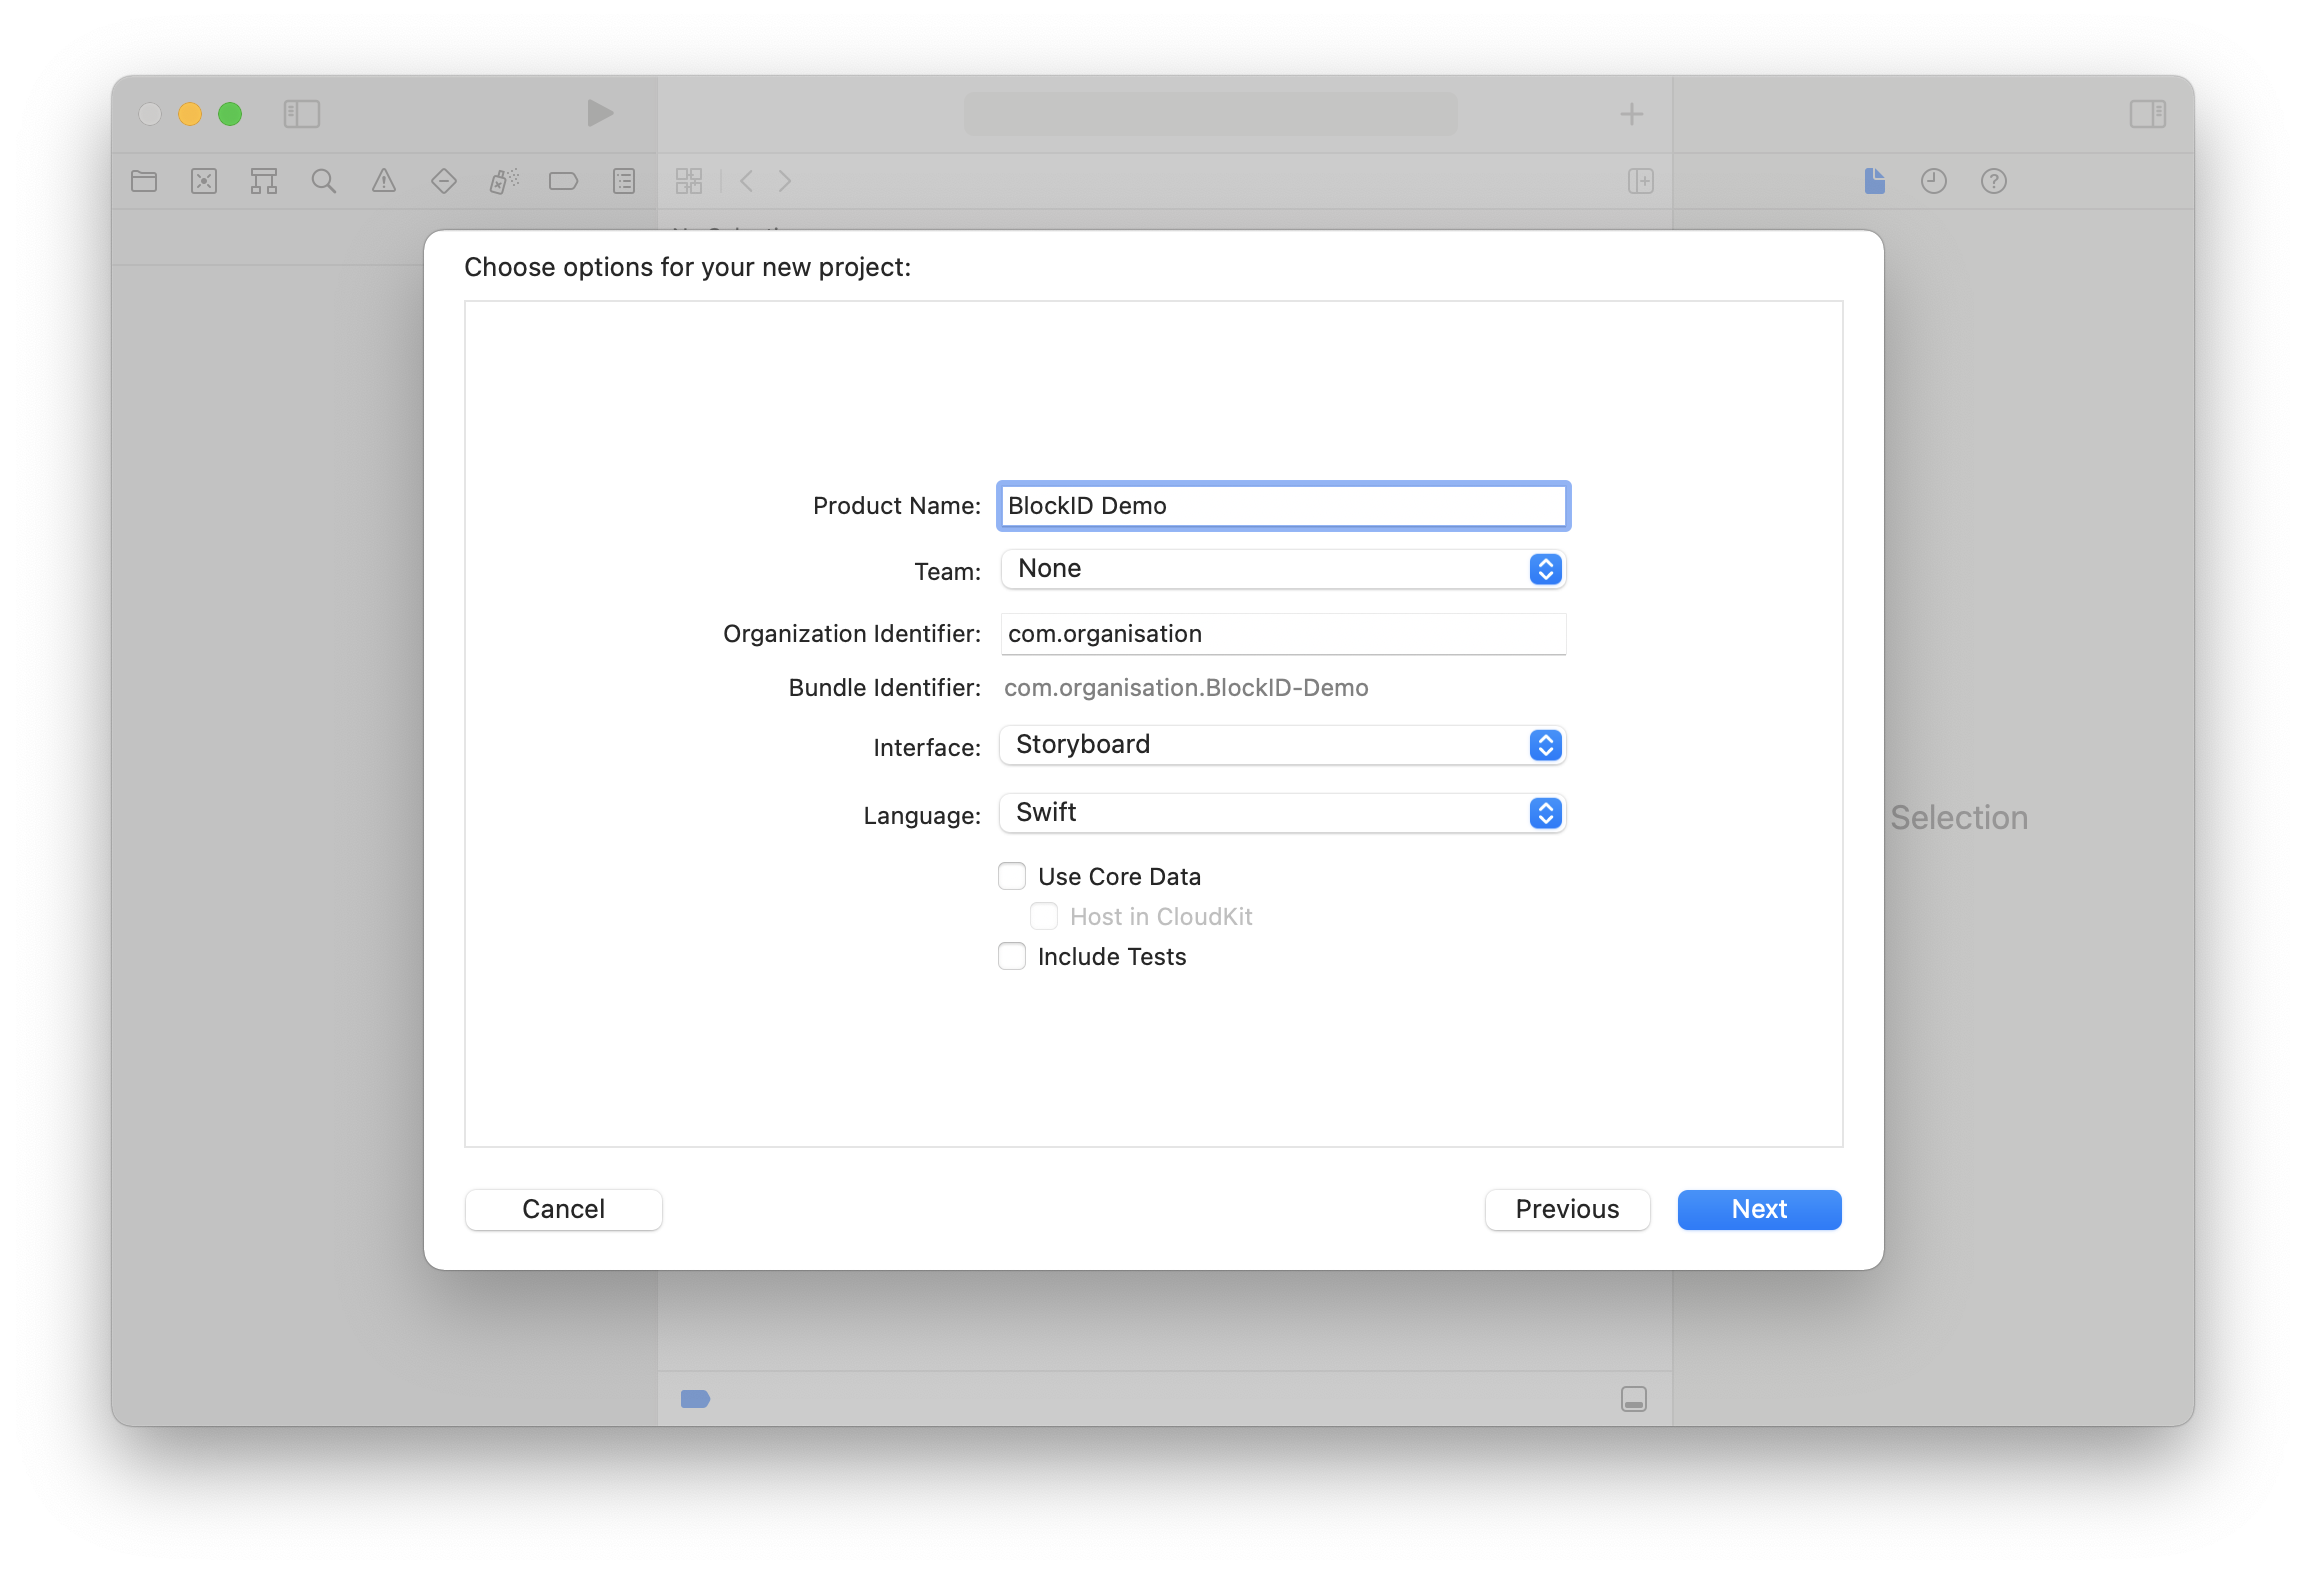 Choose options for your new project:
Product Name: BlockID Demo
Team: None
Organization Identifier: com.organisation
Bundle Identifier: com.organisation.BlockID-Demo
Interface: Storyboard
Selection
Language: Swift
Use Core Data
Host in CloudKit
Include Tests
Cancel Previous Next